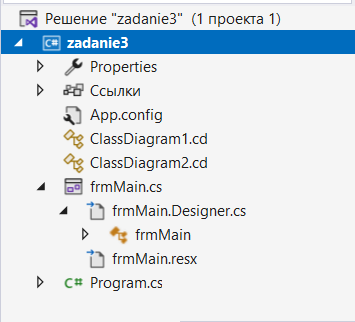 Решение "zadanie3" (1 проекта 1)
C# zadanie3
Properties
Ссылки
App.config
ClassDiagram1.cd
ClassDiagram2.cd
frmMain.cs
frmMain.Designer.cs
frmMain
frmMain.resx
C# Program.cs